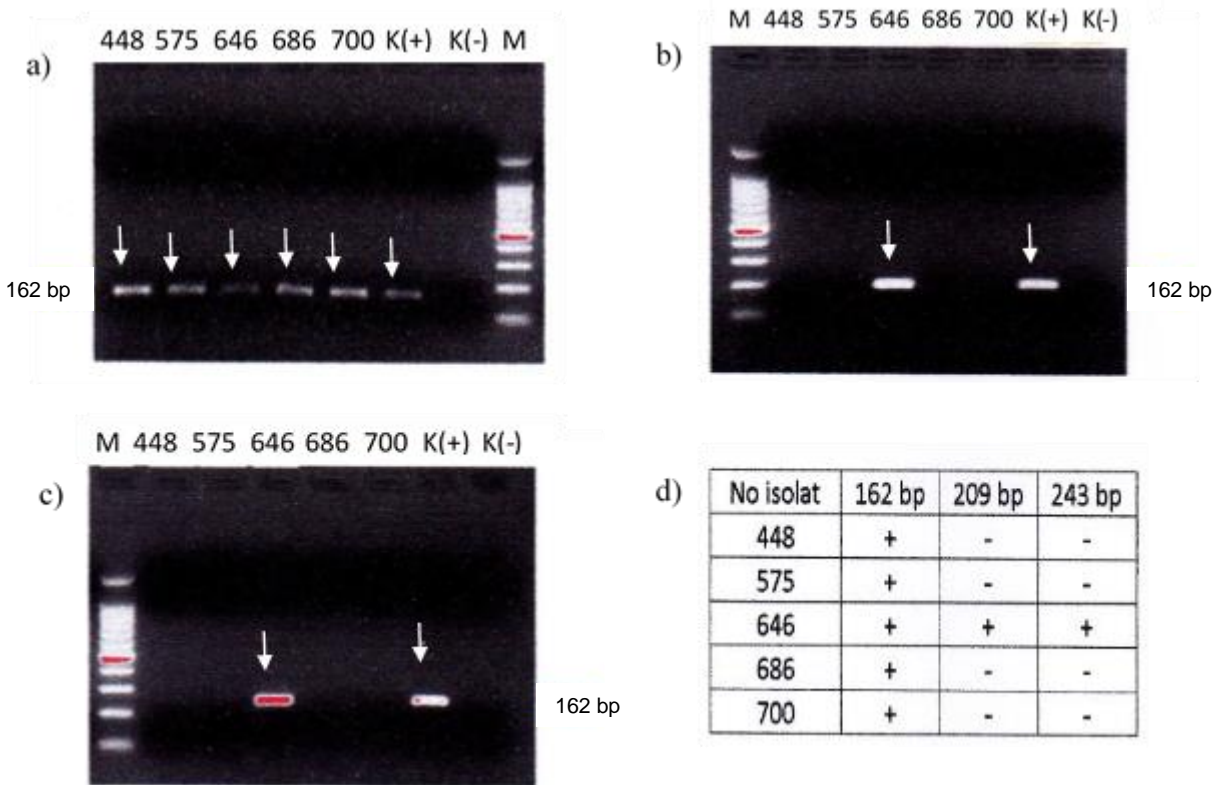 448 575 646 686 700 K(+) K(-) M
a)
162 bp
M 448 575 646 686 700 K(+) K(-)
b)
162 bp
M 448 575 646 686 700 K(+) K(-)
c)
162 bp
d)
No isolat 162 bp 209 bp 243 bp
448 + - -
575 + - -
646 + + +
686 + - -
700 + - -